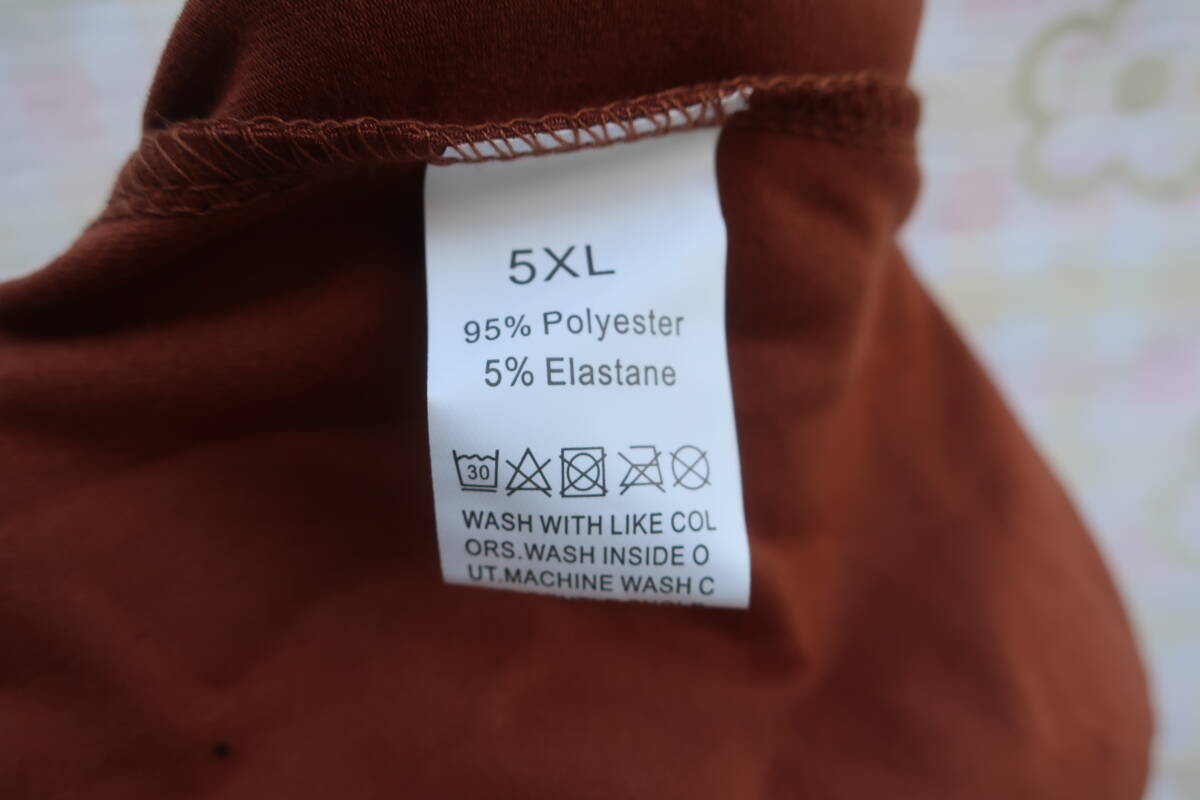 5XL
95% Polyester
5% Elastane
30
WASH WITH LIKE COL
ORS.WASH INSIDE O
UT.MACHINE WASH C